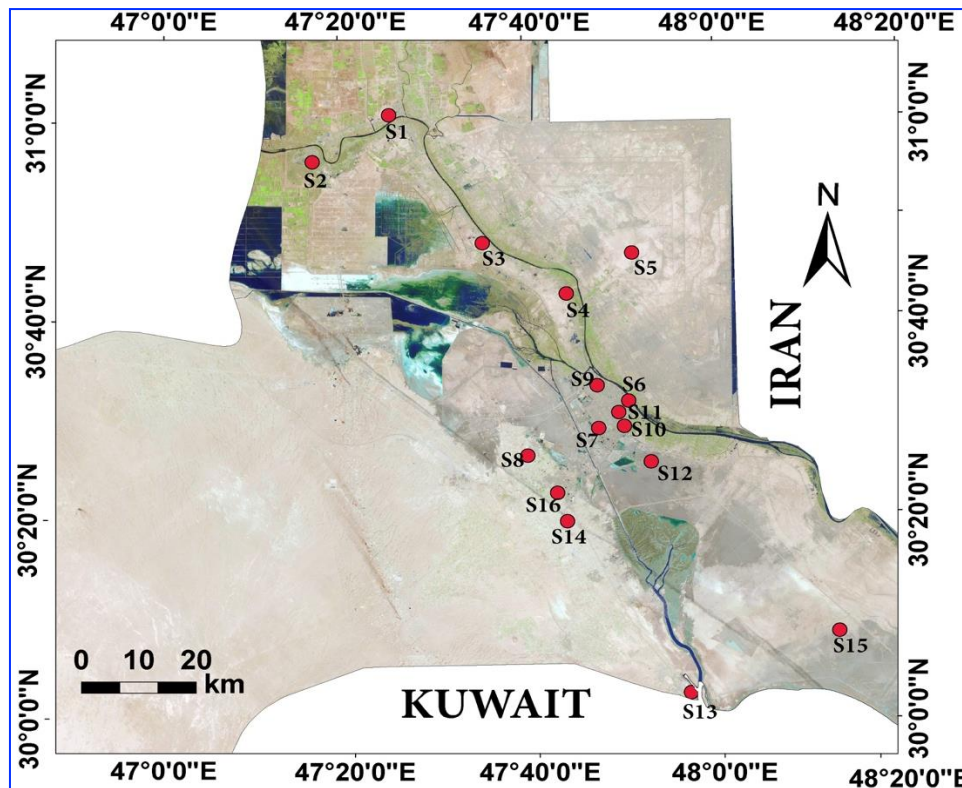 47°0'0"E 47°20'0"E 47°40'0"E 48°0'0"E 48°20'0"E
31°0'0"N
31°0'0"N
S1
S2
N
S3
S5
S4
30°40'0"N
30°40'0"N
IRAN
S9
S6
S11
S7
S10
S8
S12
S16
S14
30°20'0"N
30°20'0"N
S15
0 10 20
km
KUWAIT
S13
30°0'0"N
30°0'0"N
47°0'0"E 47°20'0"E 47°40'0"E 48°0'0"E 48°20'0"E